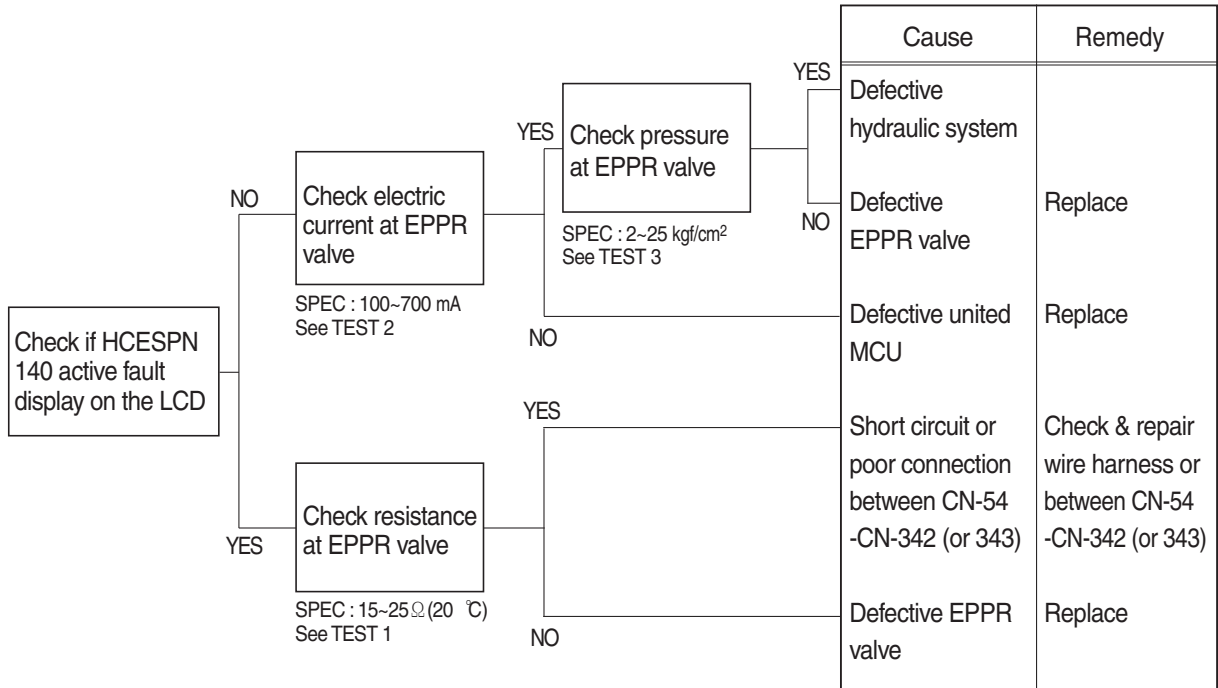 Cause
Remedy
YES
Defective
hydraulic system
YES
Check pressure
at EPPR valve
NO
Check electric
current at EPPR
valve
NO
Defective
EPPR valve
Replace
SPEC : 2~25 kgf/cm²
See TEST 3
SPEC : 100~700 mA
See TEST 2
NO
Defective united
MCU
Replace
Check if HCESPN
140 active fault
display on the LCD
YES
Short circuit or
poor connection
between CN-54
-CN-342 (or 343)
Check & repair
wire harness or
between CN-54
-CN-342 (or 343)
YES
Check resistance
at EPPR valve
SPEC : 15~25Ω(20 ℃)
See TEST 1
NO
Defective EPPR
valve
Replace